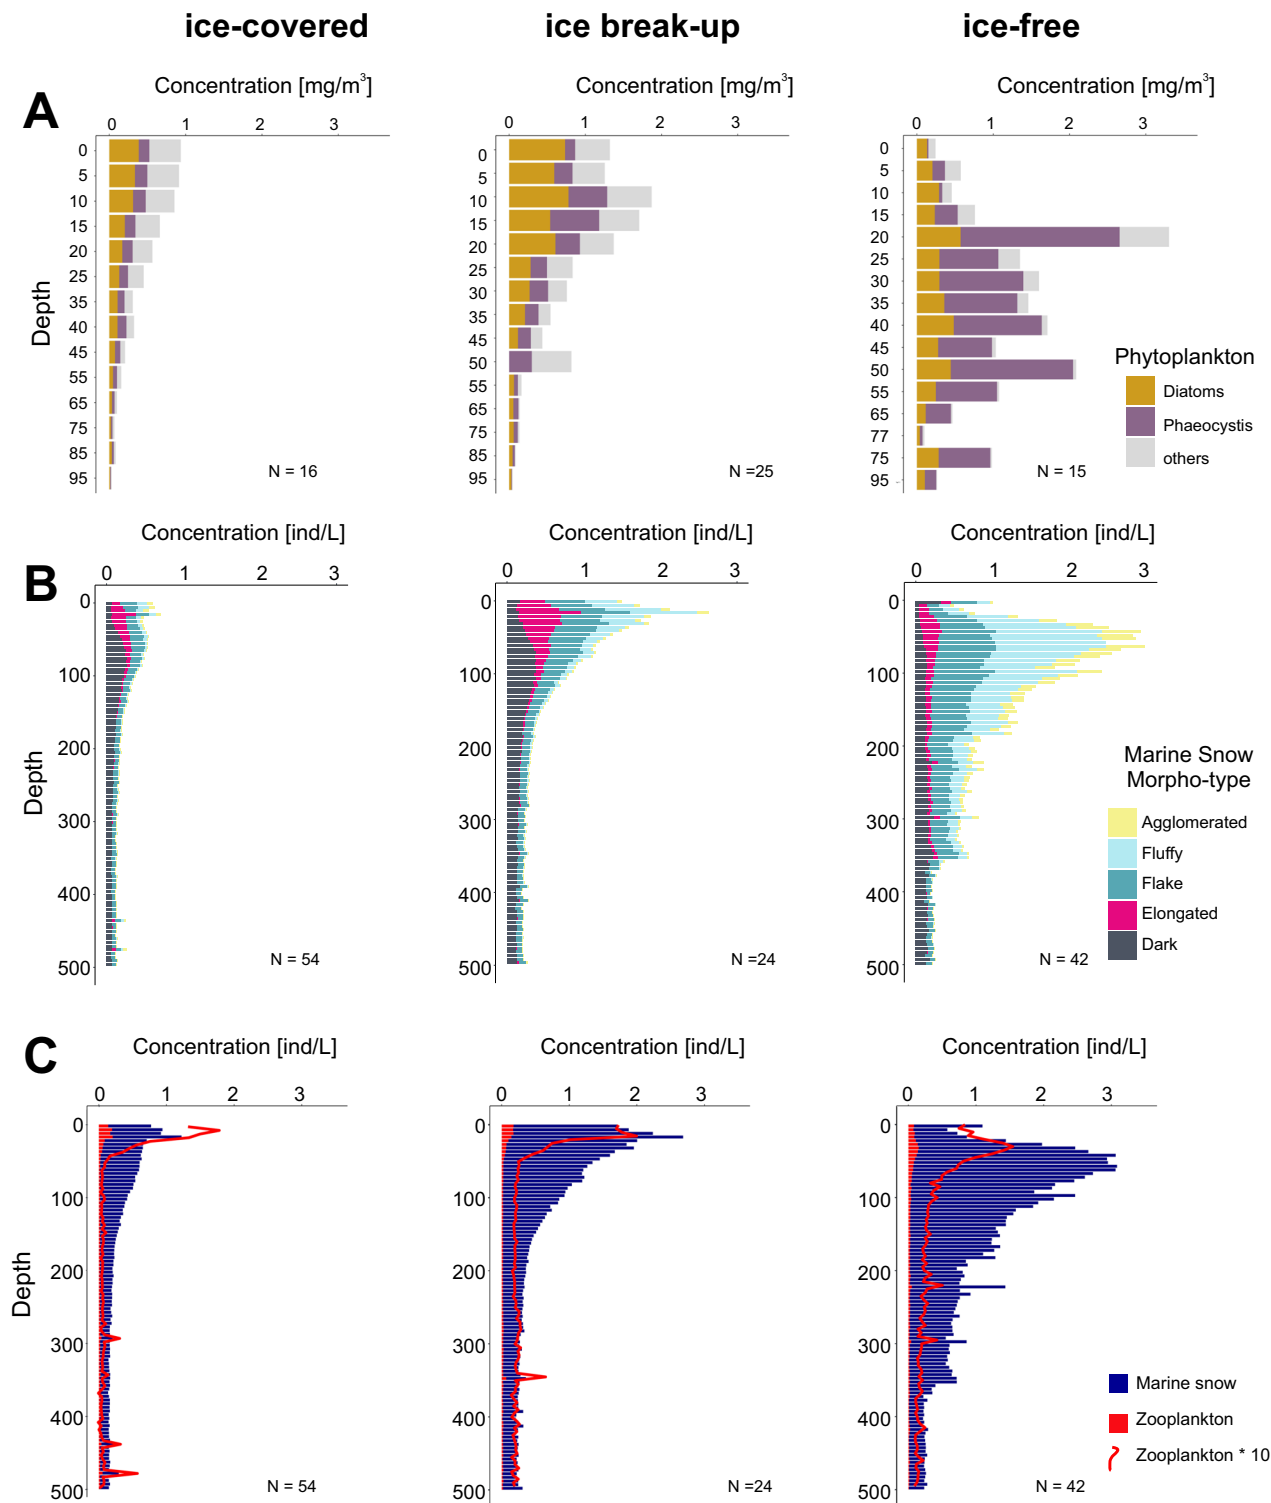 ice-covered ice break-up ice-free
A
Concentration [mg/m³] Concentration [mg/m³] Concentration [mg/m³]
0 1 2 3
0 1 2 3
0 1 2 3
Depth
0
5
10
15
20
25
35
40
45
55
65
75
85
95
N = 16
0
5
10
15
20
25
30
35
45
50
55
65
75
85
95
N =25
0
5
10
15
20
25
30
35
40
45
50
55
65
77
75
95
N = 15
Phytoplankton
Diatoms
Phaeocystis
others
B
Concentration [ind/L] Concentration [ind/L] Concentration [ind/L]
0 1 2 3
0 1 2 3
0 1 2 3
Depth
0
100
200
300
400
500
N = 54
0
100
200
300
400
500
N =24
0
100
200
300
400
500
N = 42
Marine Snow
Morpho-type
Agglomerated
Fluffy
Flake
Elongated
Dark
C
Concentration [ind/L] Concentration [ind/L] Concentration [ind/L]
0 1 2 3
0 1 2 3
0 1 2 3
Depth
0
100
200
300
400
500
N = 54
0
100
200
300
400
500
N =24
0
100
200
300
400
500
N = 42
Marine snow
Zooplankton
Zooplankton * 10